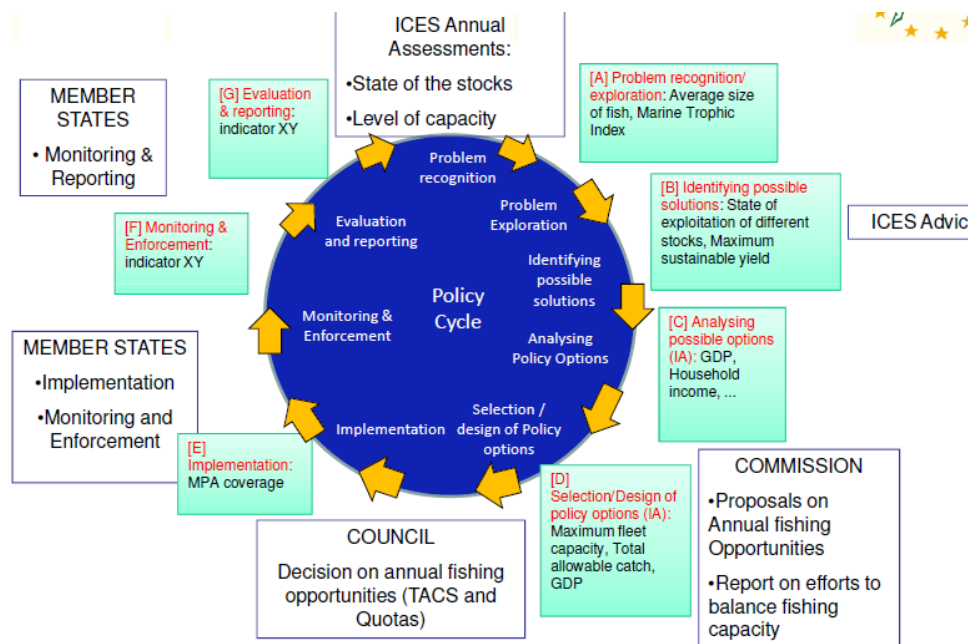 ICES Annual
Assessments:
•State of the stocks
•Level of capacity
[A] Problem recognition/
exploration: Average size
of fish, Marine Trophic
Index
[B] Identifying possible
solutions: State of
exploitation of different
stocks, Maximum
sustainable yield
ICES Advic
[C] Analysing
possible options
(IA): GDP,
Household
income, ...
COMMISSION
•Proposals on
Annual fishing
Opportunities
•Report on efforts to
balance fishing
capacity
[D]
Selection/Design of
policy options (IA):
Maximum fleet
capacity, Total
allowable catch,
GDP
COUNCIL
Decision on annual fishing
opportunities (TACS and
Quotas)
[E]
Implementation:
MPA coverage
MEMBER STATES
•Implementation
•Monitoring and
Enforcement
[F] Monitoring &
Enforcement:
indicator XY
MEMBER
STATES
• Monitoring &
Reporting
[G] Evaluation
& reporting:
indicator XY
Problem
recognition
Problem
Exploration
Identifying
possible
solutions
Analysing
Policy Options
Selection /
design of Policy
options
Implementation
Monitoring &
Enforcement
Evaluation
and reporting
Policy
Cycle